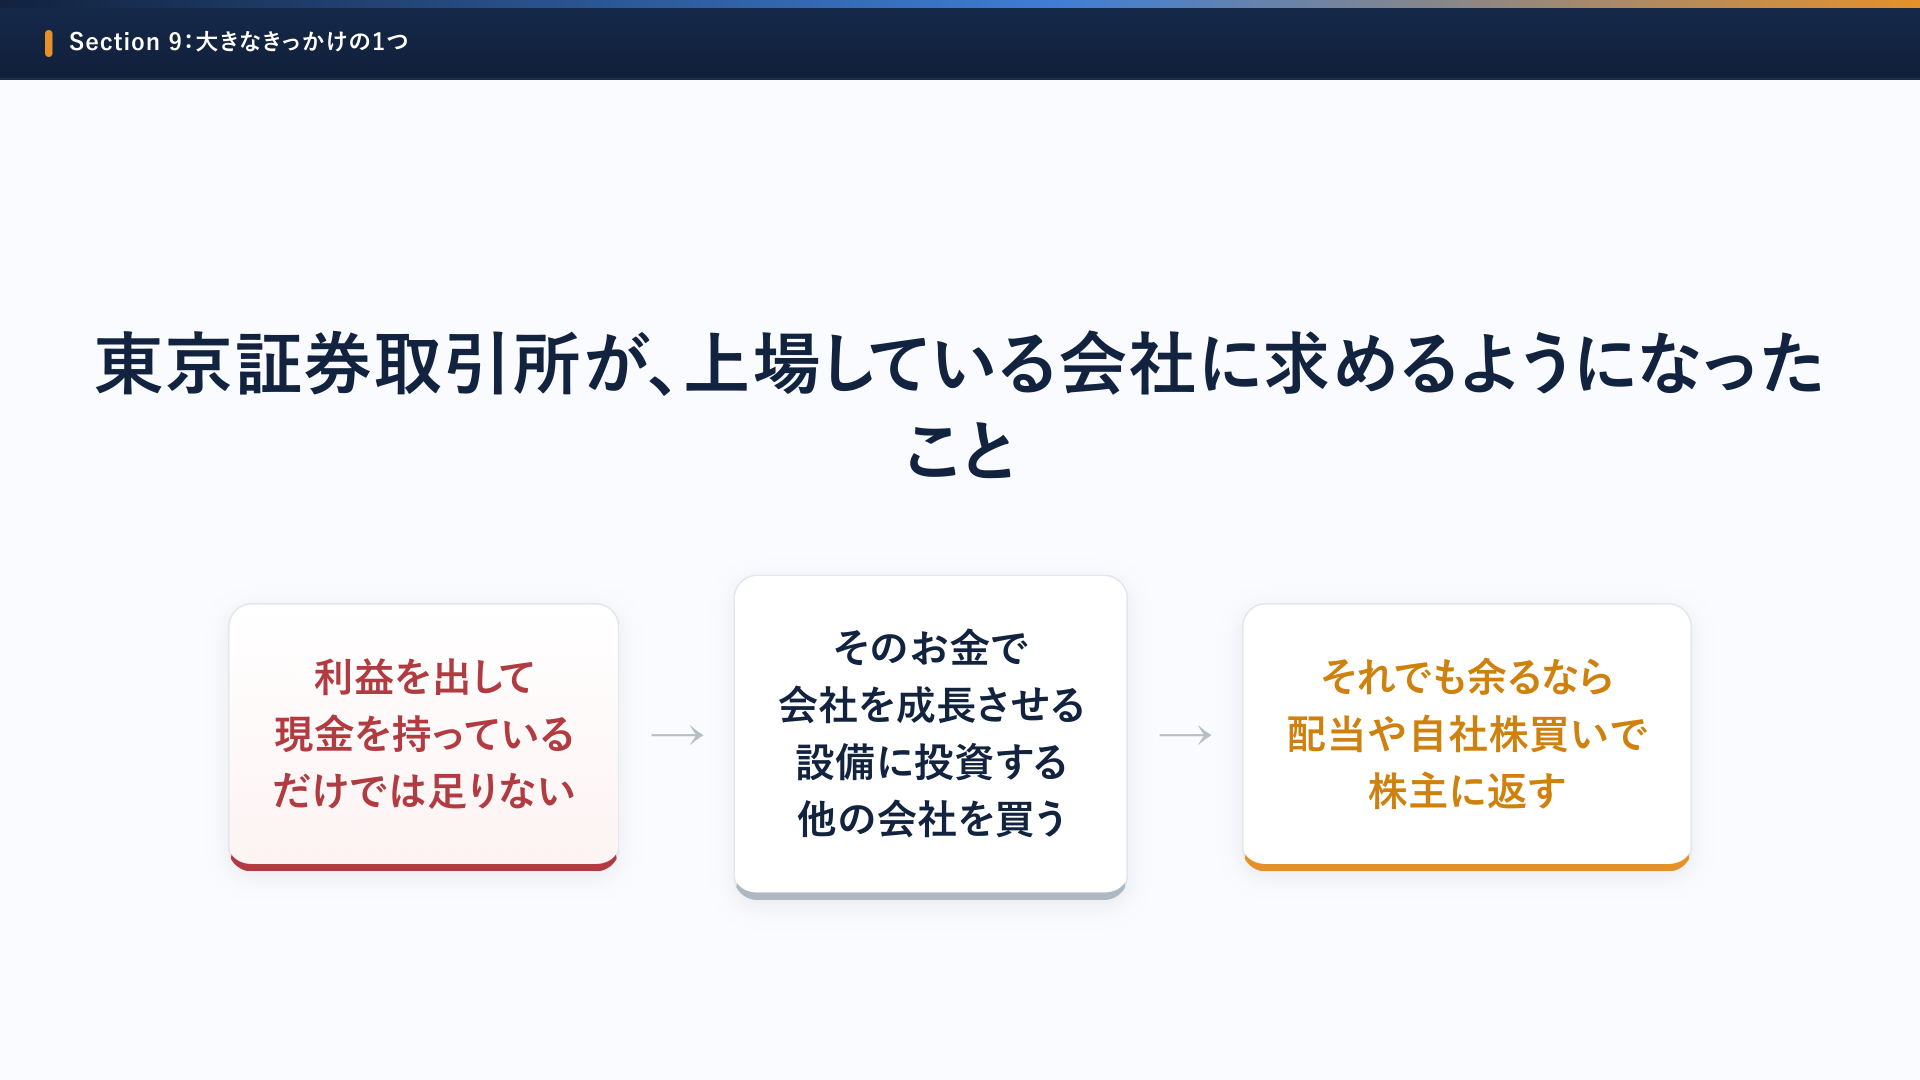 Section 9：大きなきっかけの1つ
東京証券取引所が、上場している会社に求めるようになった
こと
利益を出して
現金を持っている
だけでは足りない
そのお金で
会社を成長させる
設備に投資する
他の会社を買う
それでも余るなら
配当や自社株買いで
株主に返す